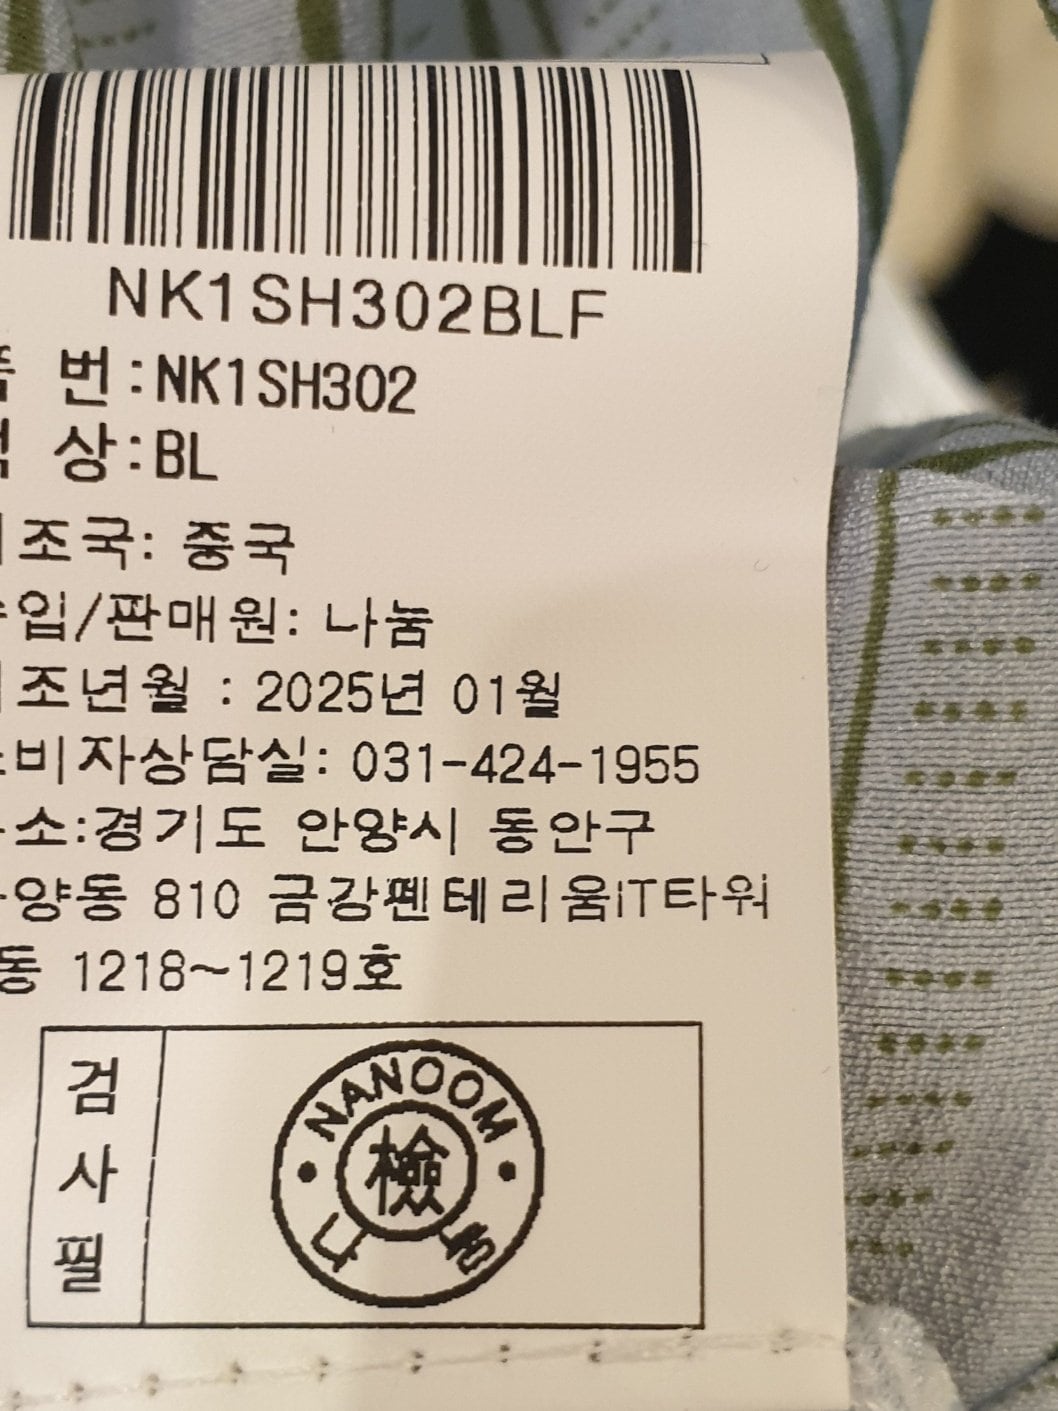 NK1SH302BLF
번:NK1SH302
상:BL
조국: 중국
입/판매원: 나눔
조년월 : 2025년 01월
비자상담실: 031-424-1955
소:경기도 안양시 동안구
양동 810 금강펜테리움iT타워
동 1218~1219호
검사필
NANOOM
檢
나눔